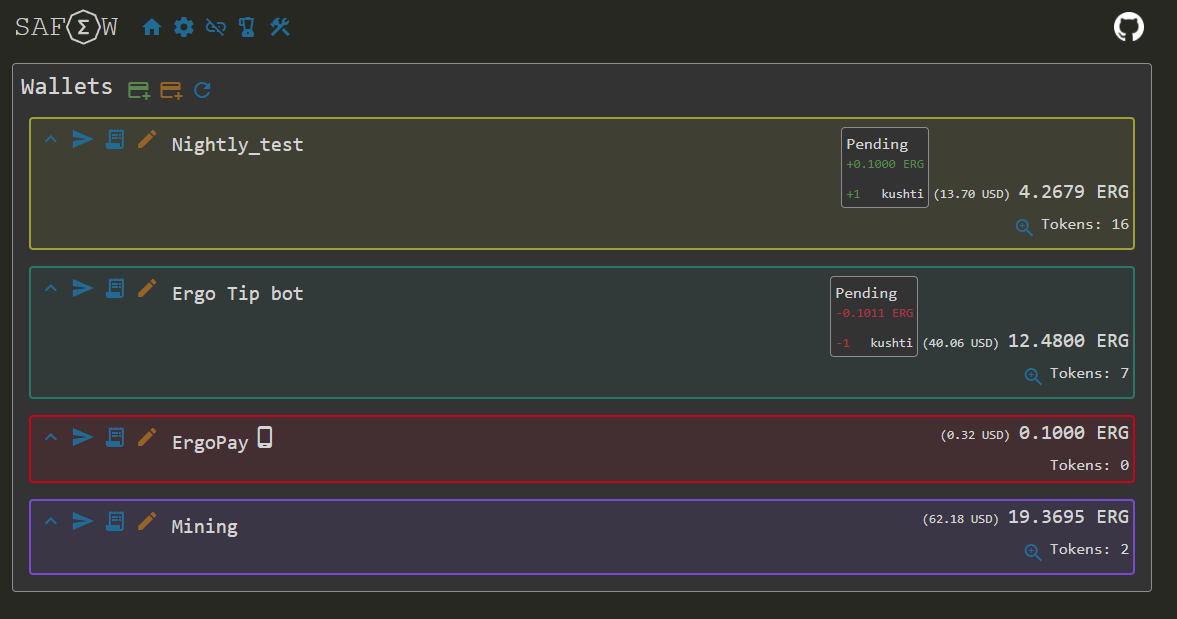 SAFEW
Wallets
Nightly_test
Pending
+0.1000 ERG
+1 kushti
(13.70 USD) 4.2679 ERG
Tokens: 16
Ergo Tip bot
Pending
-0.1011 ERG
-1 kushti
(40.06 USD) 12.4800 ERG
Tokens: 7
ErgoPay
(0.32 USD) 0.1000 ERG
Tokens: 0
Mining
(62.18 USD) 19.3695 ERG
Tokens: 2